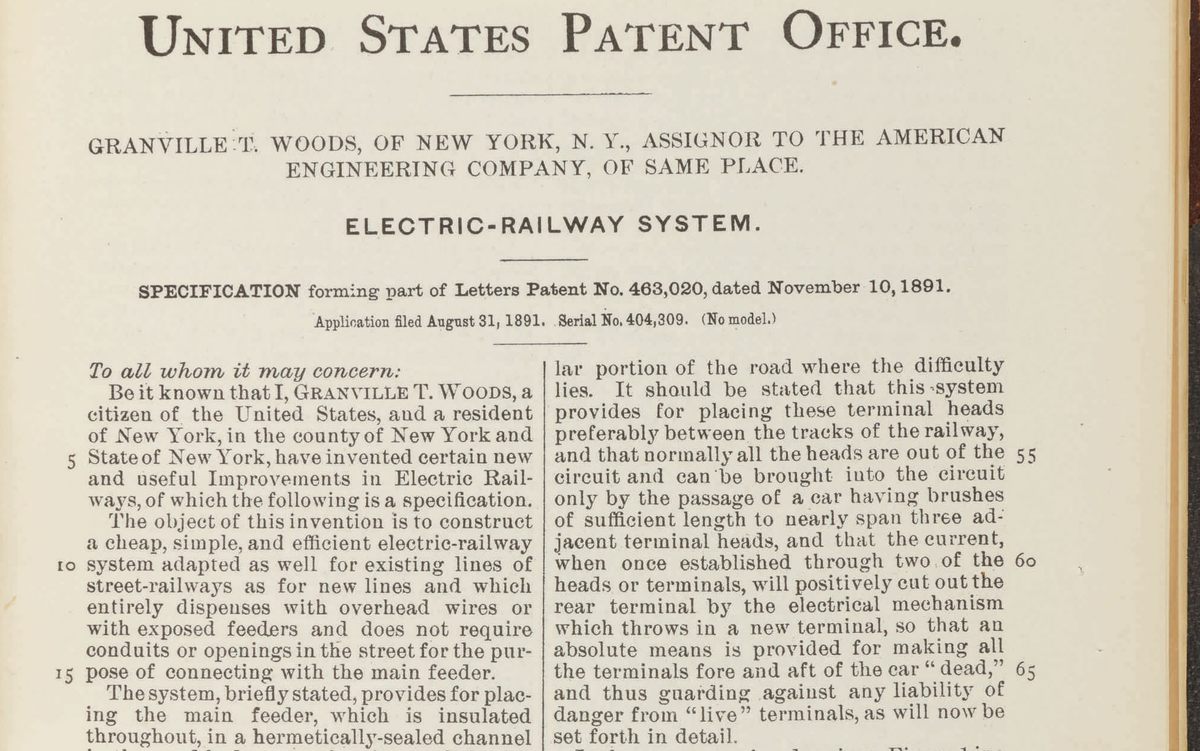 UNITED STATES PATENT OFFICE.
GRANVILLE T. WOODS, OF NEW YORK, N. Y., ASSIGNOR TO THE AMERICAN
ENGINEERING COMPANY, OF SAME PLACE.
ELECTRIC-RAILWAY SYSTEM.
SPECIFICATION forming part of Letters Patent No. 463,020, dated November 10, 1891.
Application filed August 31, 1891. Serial No. 404,309. (No model.)
To all whom it may concern:
Be it known that I, GRANVILLE T. WOODS, a
citizen of the United States, and a resident
of New York, in the county of New York and
5 State of New York, have invented certain new
and useful Improvements in Electric Rail-
ways, of which the following is a specification.
The object of this invention is to construct
a cheap, simple, and efficient electric-railway
10 system adapted as well for existing lines of
street-railways as for new lines and which
entirely dispenses with overhead wires or
with exposed feeders and does not require
conduits or openings in the street for the pur-
15 pose of connecting with the main feeder.
The system, briefly stated, provides for plac-
ing the main feeder, which is insulated
throughout, in a hermetically-sealed channel
lar portion of the road where the difficulty
lies. It should be stated that this system
provides for placing these terminal heads
preferably between the tracks of the railway,
and that normally all the heads are out of the 55
circuit and can be brought into the circuit
only by the passage of a car having brushes
of sufficient length to nearly span three ad-
jacent terminal heads, and that the current,
when once established through two of the 60
heads or terminals, will positively cut out the
rear terminal by the electrical mechanism
which throws in a new terminal, so that an
absolute means is provided for making all
the terminals fore and aft of the car "dead," 65
and thus guarding against any liability of
danger from "live" terminals, as will now be
set forth in detail.